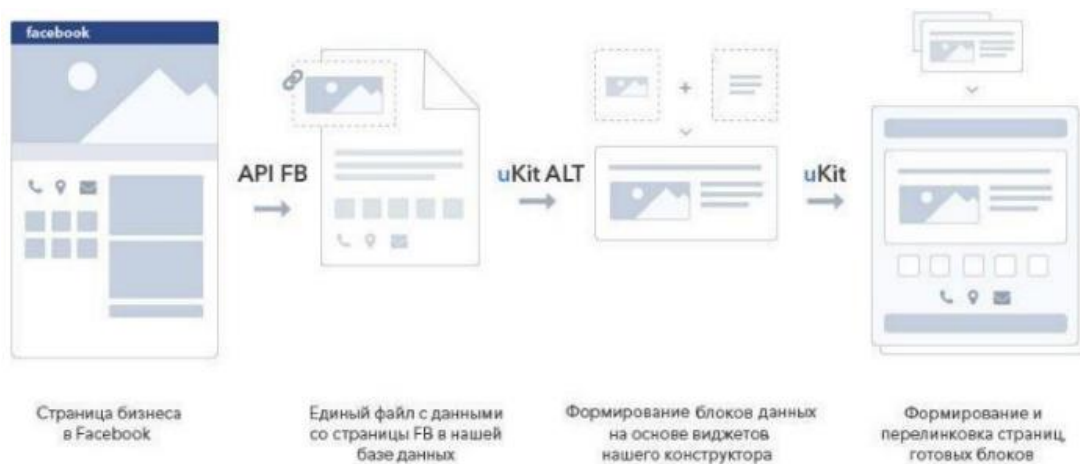 facebook
API FB
uKit ALT
uKit
Страница бизнеса
в Facebook
Единый файл с данными
со страницы FB в нашей
базе данных
Формирование блоков данных
на основе виджетов
нашего конструктора
Формирование и
перелинковка страниц,
готовых блоков